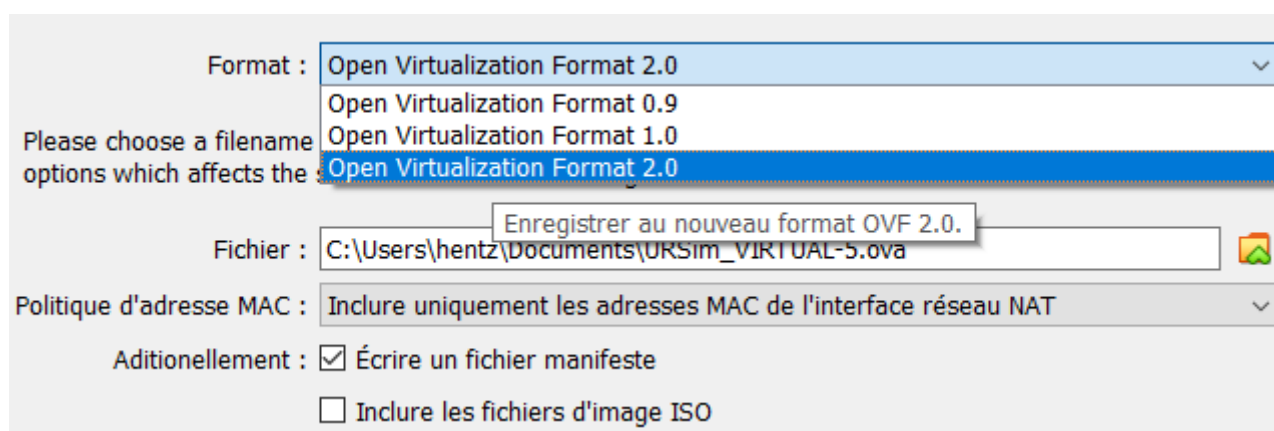 Format : Open Virtualization Format 2.0
Open Virtualization Format 0.9
Open Virtualization Format 1.0
Open Virtualization Format 2.0
Please choose a filename
options which affects the
Enregistrer au nouveau format OVF 2.0.
Fichier : C:\Users\hentz\Documents\URSim_VIRTUAL-5.ova
Politique d'adresse MAC : Inclure uniquement les adresses MAC de l'interface réseau NAT
Aditionellement : Écrire un fichier manifeste
Inclure les fichiers d'image ISO